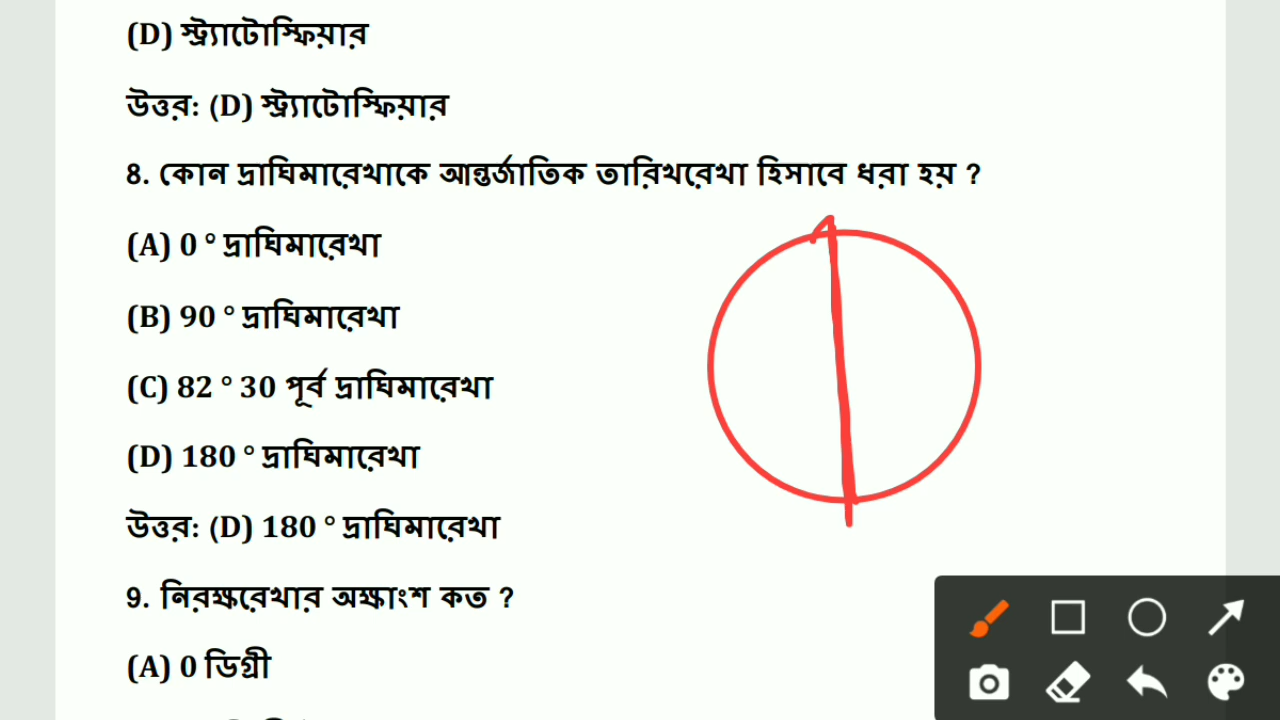 (D) স্ট্র্যাটোস্ফিয়ার
উত্তর: (D) স্ট্র্যাটোস্ফিয়ার
8. কোন দ্রাঘিমারেখাকে আন্তর্জাতিক তারিখরেখা হিসাবে ধরা হয় ?
(A) 0 ° দ্রাঘিমারেখা
(B) 90 ° দ্রাঘিমারেখা
(C) 82 ° 30 পূর্ব দ্রাঘিমারেখা
(D) 180 ° দ্রাঘিমারেখা
উত্তর: (D) 180 ° দ্রাঘিমারেখা
9. নিরক্ষরেখার অক্ষাংশ কত ?
(A) 0 ডিগ্রী